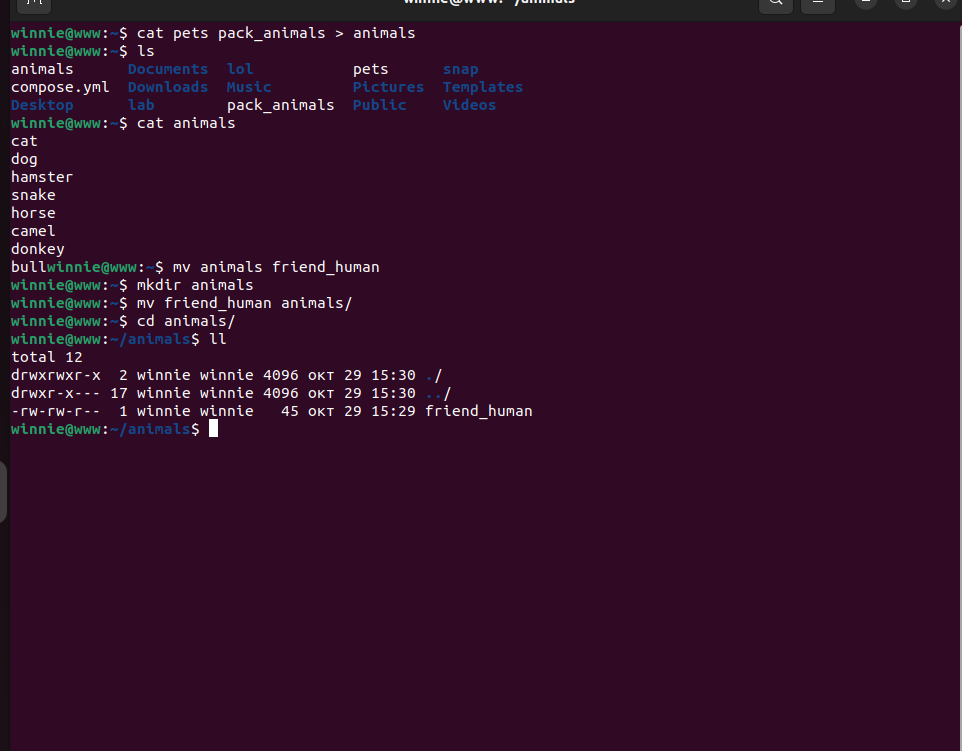 winnie@www:~$ cat pets pack_animals > animals
winnie@www:~$ ls
animals      Documents  lol         pets      snap
compose.yml  Downloads  Music         Pictures  Templates
Desktop      lab        pack_animals  Public    Videos
winnie@www:~$ cat animals
cat
dog
hamster
snake
horse
camel
donkey
bullwinnie@www:~$ mv animals friend_human
winnie@www:~$ mkdir animals
winnie@www:~$ mv friend_human animals/
winnie@www:~$ cd animals/
winnie@www:~/animals$ ll
total 12
drwxrwxr-x  2 winnie winnie 4096 окт 29 15:30 ./
drwxr-x--- 17 winnie winnie 4096 окт 29 15:30 ../
-rw-rw-r--  1 winnie winnie   45 окт 29 15:29 friend_human
winnie@www:~/animals$